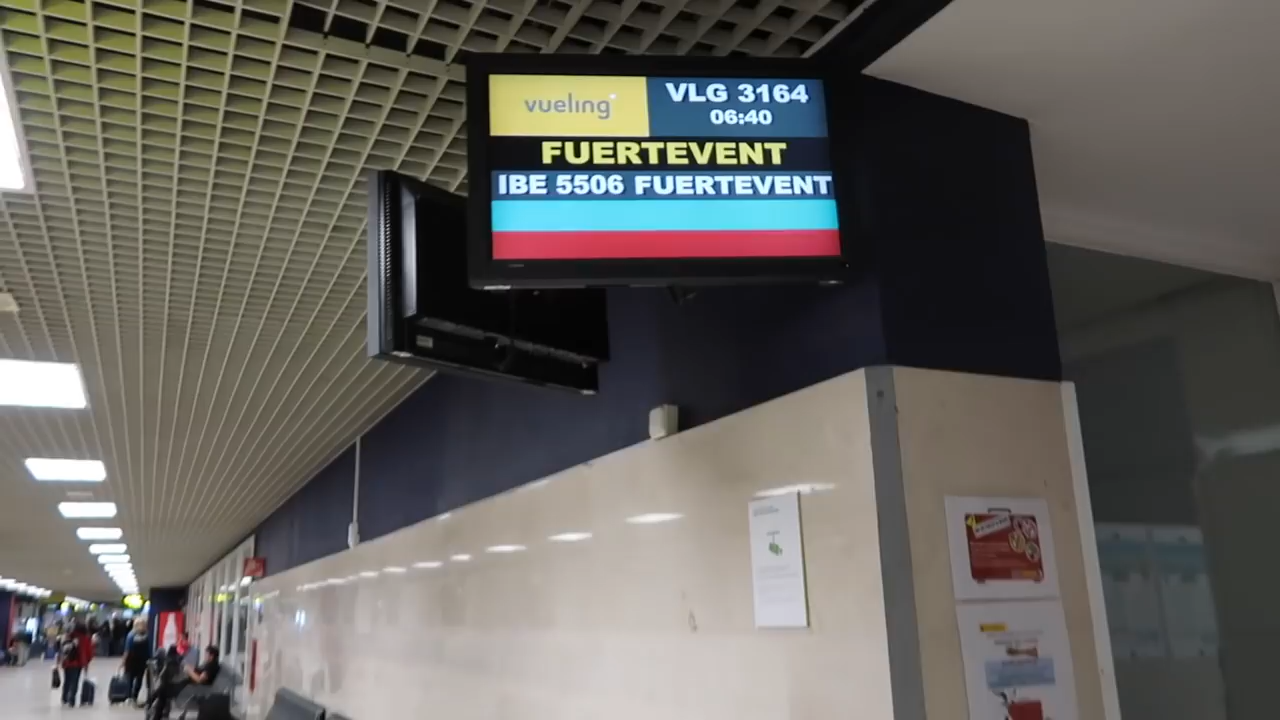 vueling
VLG 3164
06:40
FUERTEVENT
IBE 5506 FUERTEVENT